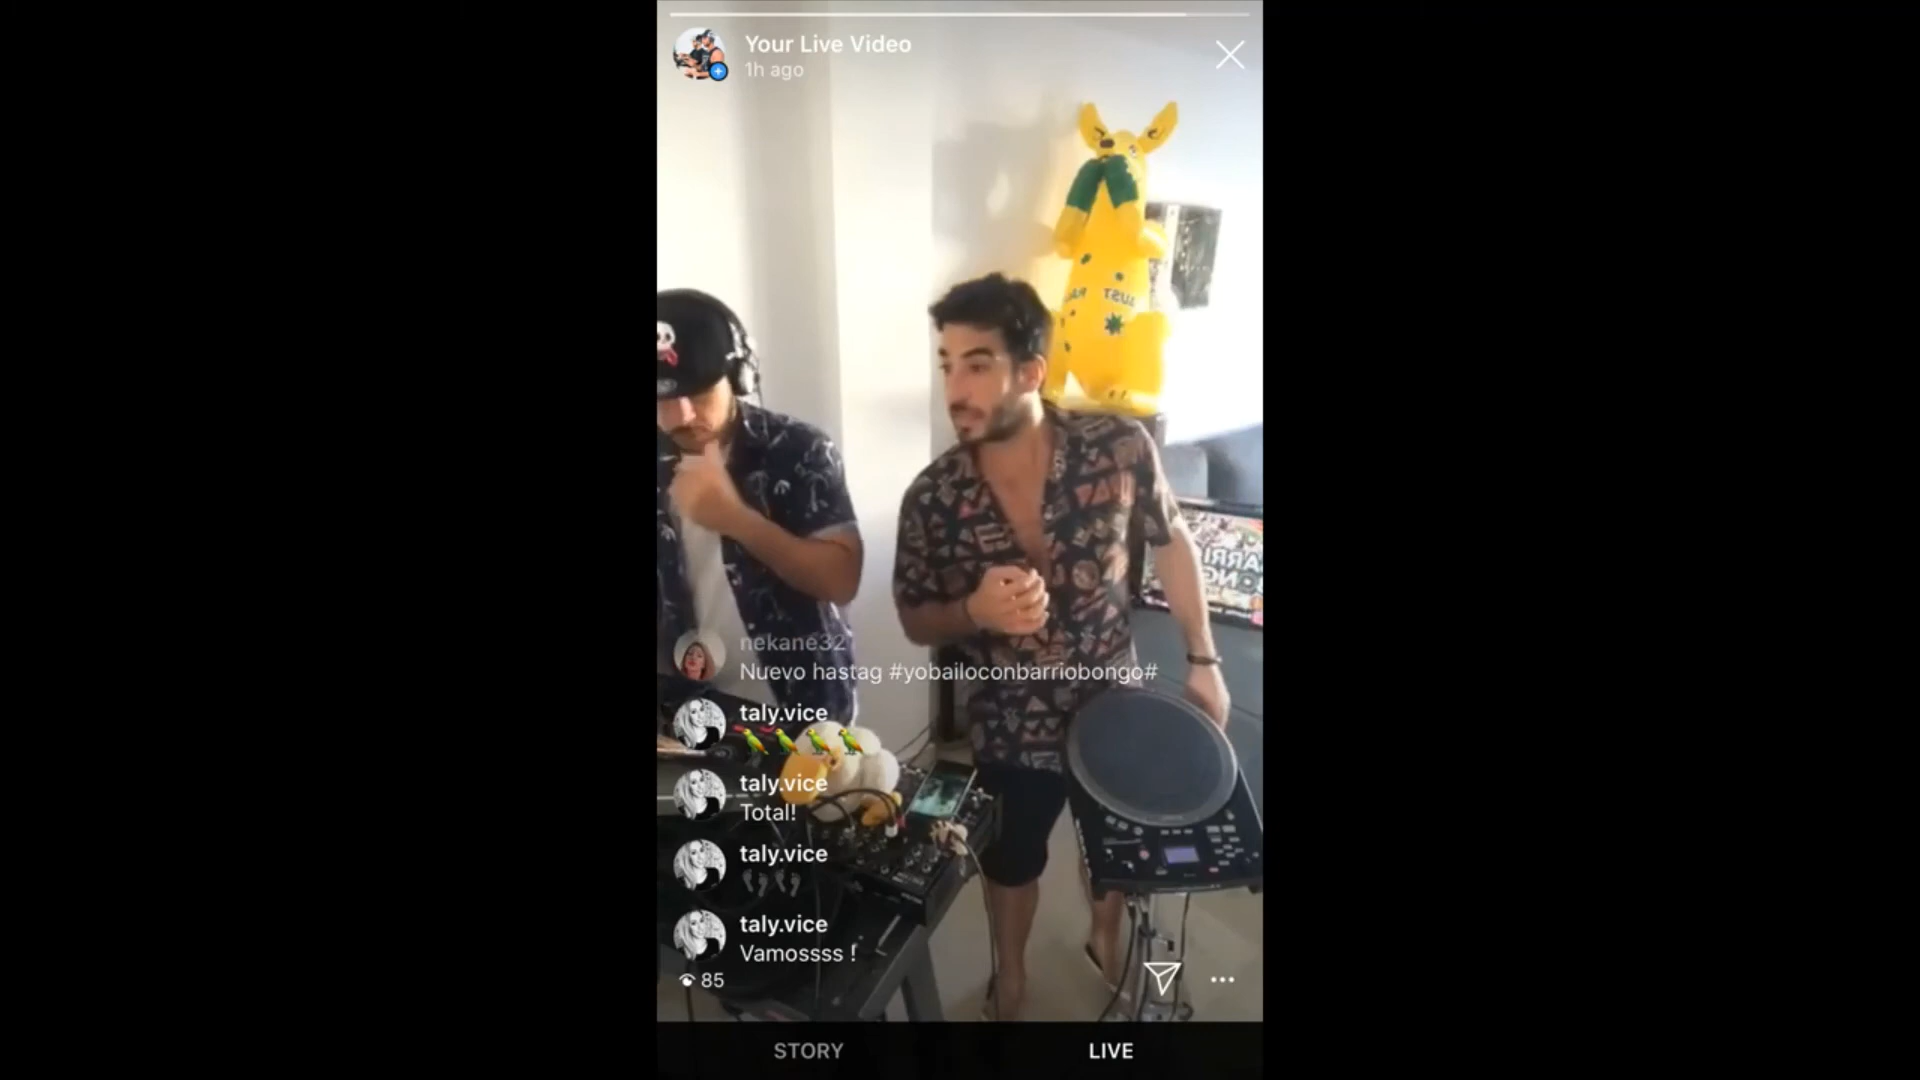 Your Live Video
1h ago
nekane32
Nuevo hastag #yobailoconbarriobongo#
taly.vice
🦜🦜🦜🦜
taly.vice
Total!
taly.vice
👣👣
taly.vice
Vamossss !
85
STORY
LIVE